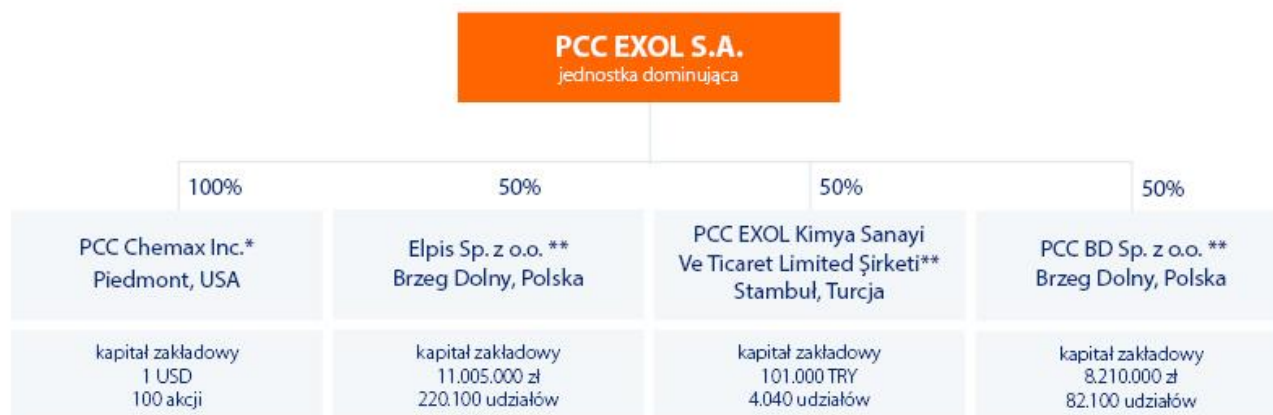 PCC EXOL S.A.
jednostka dominująca
100%
50%
50%
50%
PCC Chemax Inc.*
Piedmont, USA
Elpis Sp. z o.o. **
Brzeg Dolny, Polska
PCC EXOL Kimya Sanayi
Ve Ticaret Limited Şirketi**
Stambuł, Turcja
PCC BD Sp. z o.o. **
Brzeg Dolny, Polska
kapitał zakładowy
1 USD
100 akcji
kapitał zakładowy
11.005.000 zł
220.100 udziałów
kapitał zakładowy
101.000 TRY
4.040 udziałów
kapitał zakładowy
8.210.000 zł
82.100 udziałów